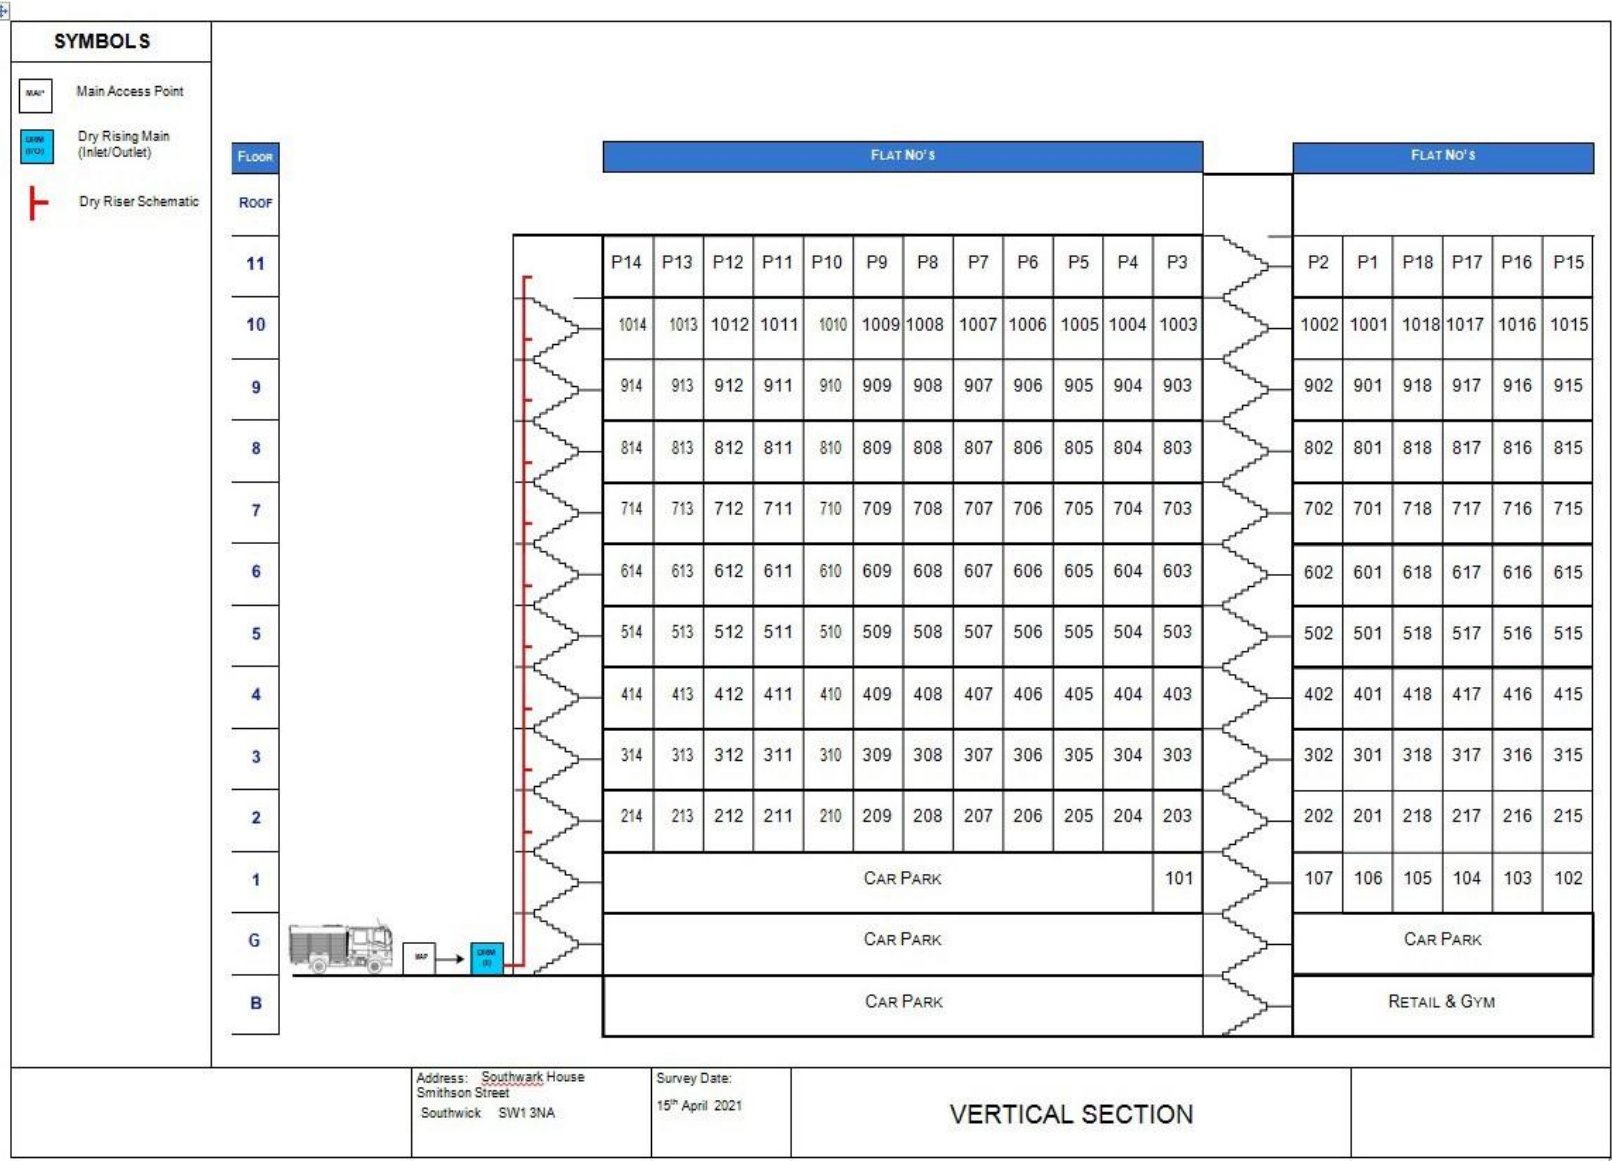 SYMBOLS
MAP
Main Access Point
DRM
(I/O)
Dry Rising Main
(Inlet/Outlet)
Dry Riser Schematic
FLOOR
FLAT NO'S
FLAT NO'S
ROOF
11 P14 P13 P12 P11 P10 P9 P8 P7 P6 P5 P4 P3 P2 P1 P18 P17 P16 P15
10 1014 1013 1012 1011 1010 1009 1008 1007 1006 1005 1004 1003 1002 1001 1018 1017 1016 1015
9 914 913 912 911 910 909 908 907 906 905 904 903 902 901 918 917 916 915
8 814 813 812 811 810 809 808 807 806 805 804 803 802 801 818 817 816 815
7 714 713 712 711 710 709 708 707 706 705 704 703 702 701 718 717 716 715
6 614 613 612 611 610 609 608 607 606 605 604 603 602 601 618 617 616 615
5 514 513 512 511 510 509 508 507 506 505 504 503 502 501 518 517 516 515
4 414 413 412 411 410 409 408 407 406 405 404 403 402 401 418 417 416 415
3 314 313 312 311 310 309 308 307 306 305 304 303 302 301 318 317 316 315
2 214 213 212 211 210 209 208 207 206 205 204 203 202 201 218 217 216 215
1 CAR PARK 101 107 106 105 104 103 102
G MAP DRM (I) CAR PARK CAR PARK
B CAR PARK RETAIL & GYM
Address: Southwark House
Smithson Street
Southwick SW1 3NA
Survey Date:
15th April 2021
VERTICAL SECTION